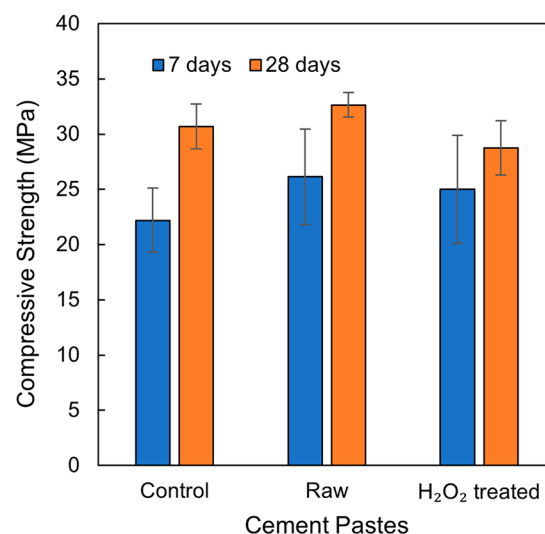 40
35
30
25
20
15
10
5
0
Compressive Strength (MPa)
7 days 28 days
Control Raw H₂O₂ treated
Cement Pastes